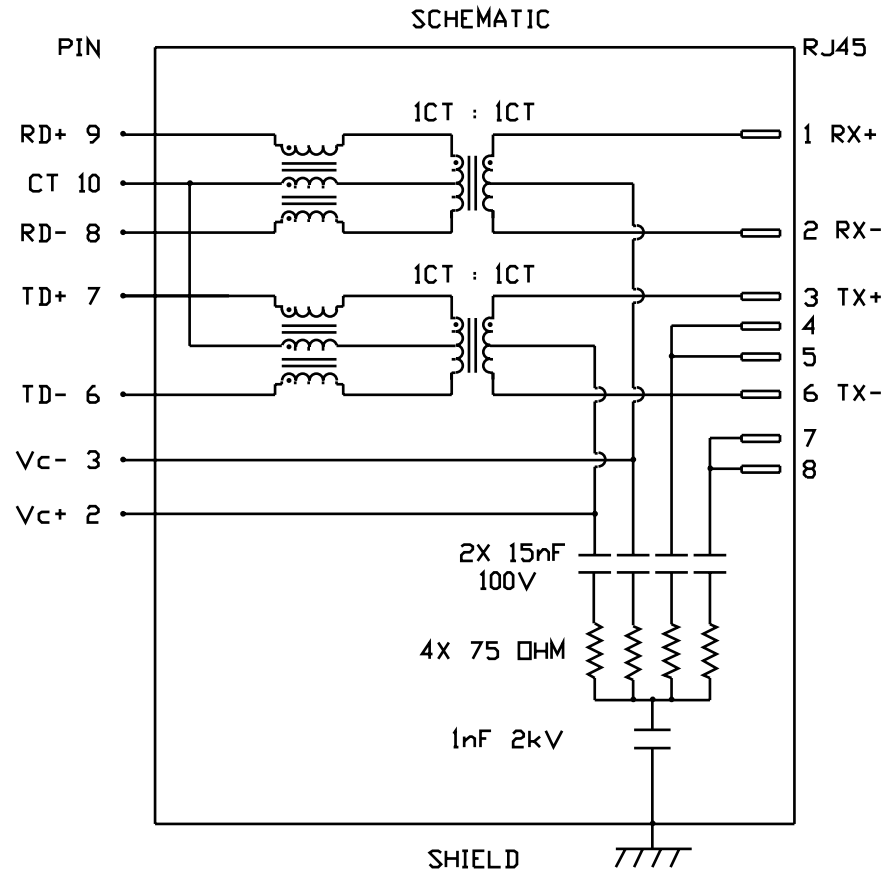 SCHEMATIC
PIN
RJ45
1CT : 1CT
RD+ 9
1 RX+
CT 10
RD- 8
2 RX-
1CT : 1CT
TD+ 7
3 TX+
4
5
TD- 6
6 TX-
7
Vc- 3
8
Vc+ 2
2X 15nF
100V
4X 75 OHM
1nF 2kV
SHIELD